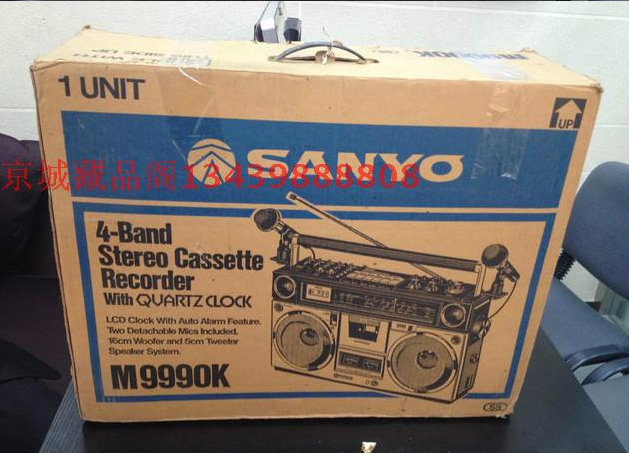 1 UNIT
UP
SANYO
京城藏品阁13439888808
4-Band
Stereo Cassette
Recorder
With QUARTZ CLOCK
LCD Clock With Auto Alarm Feature.
Two Detachable Mics Included.
16cm Woofer and 5cm Tweeter
Speaker System.
M9990K
SS